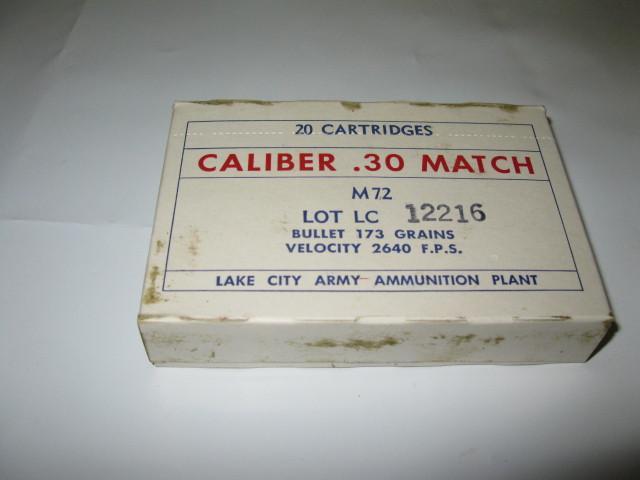 20 CARTRIDGES
CALIBER .30 MATCH
M72
LOT LC 12216
BULLET 173 GRAINS
VELOCITY 2640 F.P.S.
LAKE CITY ARMY AMMUNITION PLANT